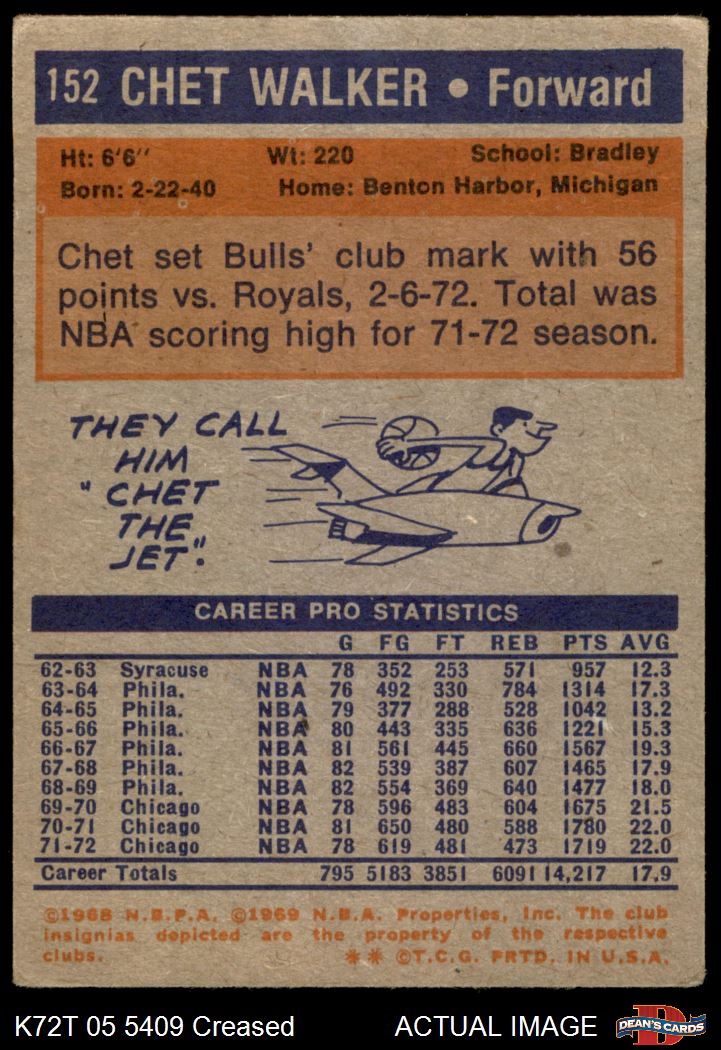 152 CHET WALKER • Forward
Ht: 6'6'' Wt: 220 School: Bradley
Born: 2-22-40 Home: Benton Harbor, Michigan
Chet set Bulls' club mark with 56
points vs. Royals, 2-6-72. Total was
NBA scoring high for 71-72 season.
THEY CALL
HIM
"CHET
THE
JET".
CAREER PRO STATISTICS
G FG FT REB PTS AVG
62-63 Syracuse NBA 78 352 253 571 957 12.3
63-64 Phila. NBA 76 492 330 784 1314 17.3
64-65 Phila. NBA 79 377 288 528 1042 13.2
65-66 Phila. NBA 80 443 335 636 1221 15.3
66-67 Phila. NBA 81 561 445 660 1567 19.3
67-68 Phila. NBA 82 539 387 607 1465 17.9
68-69 Phila. NBA 82 554 369 640 1477 18.0
69-70 Chicago NBA 78 596 483 604 1675 21.5
70-71 Chicago NBA 81 650 480 588 1780 22.0
71-72 Chicago NBA 78 619 481 473 1719 22.0
Career Totals 795 5183 3851 6091 14,217 17.9
©1968 N.B.P.A. ©1969 N.B.A. Properties, Inc. The club
insignias depicted are the property of the respective
clubs. ** ©T.C.G. PRTD. IN U.S.A.
K72T 05 5409 Creased ACTUAL IMAGE D DEAN'S CARDS